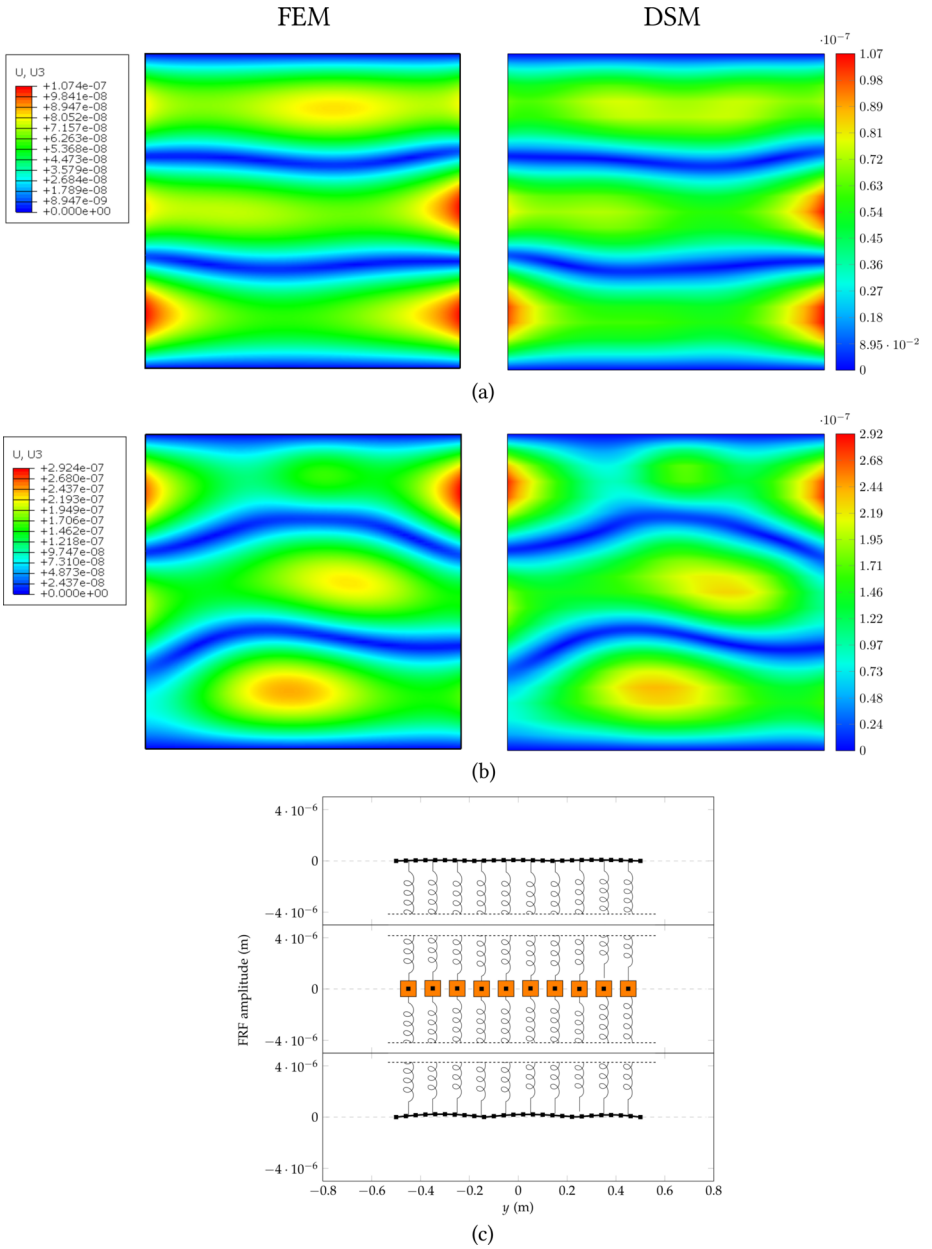 FEM
DSM
U, U3
+1.074e-07
+9.841e-08
+8.947e-08
+8.052e-08
+7.157e-08
+6.263e-08
+5.368e-08
+4.473e-08
+3.579e-08
+2.684e-08
+1.789e-08
+8.947e-09
+0.000e+00
·10⁻⁷
1.07
0.98
0.89
0.81
0.72
0.63
0.54
0.45
0.36
0.27
0.18
8.95 · 10⁻²
0
(a)
U, U3
+2.924e-07
+2.680e-07
+2.437e-07
+2.193e-07
+1.949e-07
+1.706e-07
+1.462e-07
+1.218e-07
+9.747e-08
+7.310e-08
+4.873e-08
+2.437e-08
+0.000e+00
·10⁻⁷
2.92
2.68
2.44
2.19
1.95
1.71
1.46
1.22
0.97
0.73
0.48
0.24
0
(b)
FRF amplitude (m)
4 · 10⁻⁶
0
−4 · 10⁻⁶
4 · 10⁻⁶
0
−4 · 10⁻⁶
4 · 10⁻⁶
0
−4 · 10⁻⁶
−0.8 −0.6 −0.4 −0.2 0 0.2 0.4 0.6 0.8
y (m)
(c)